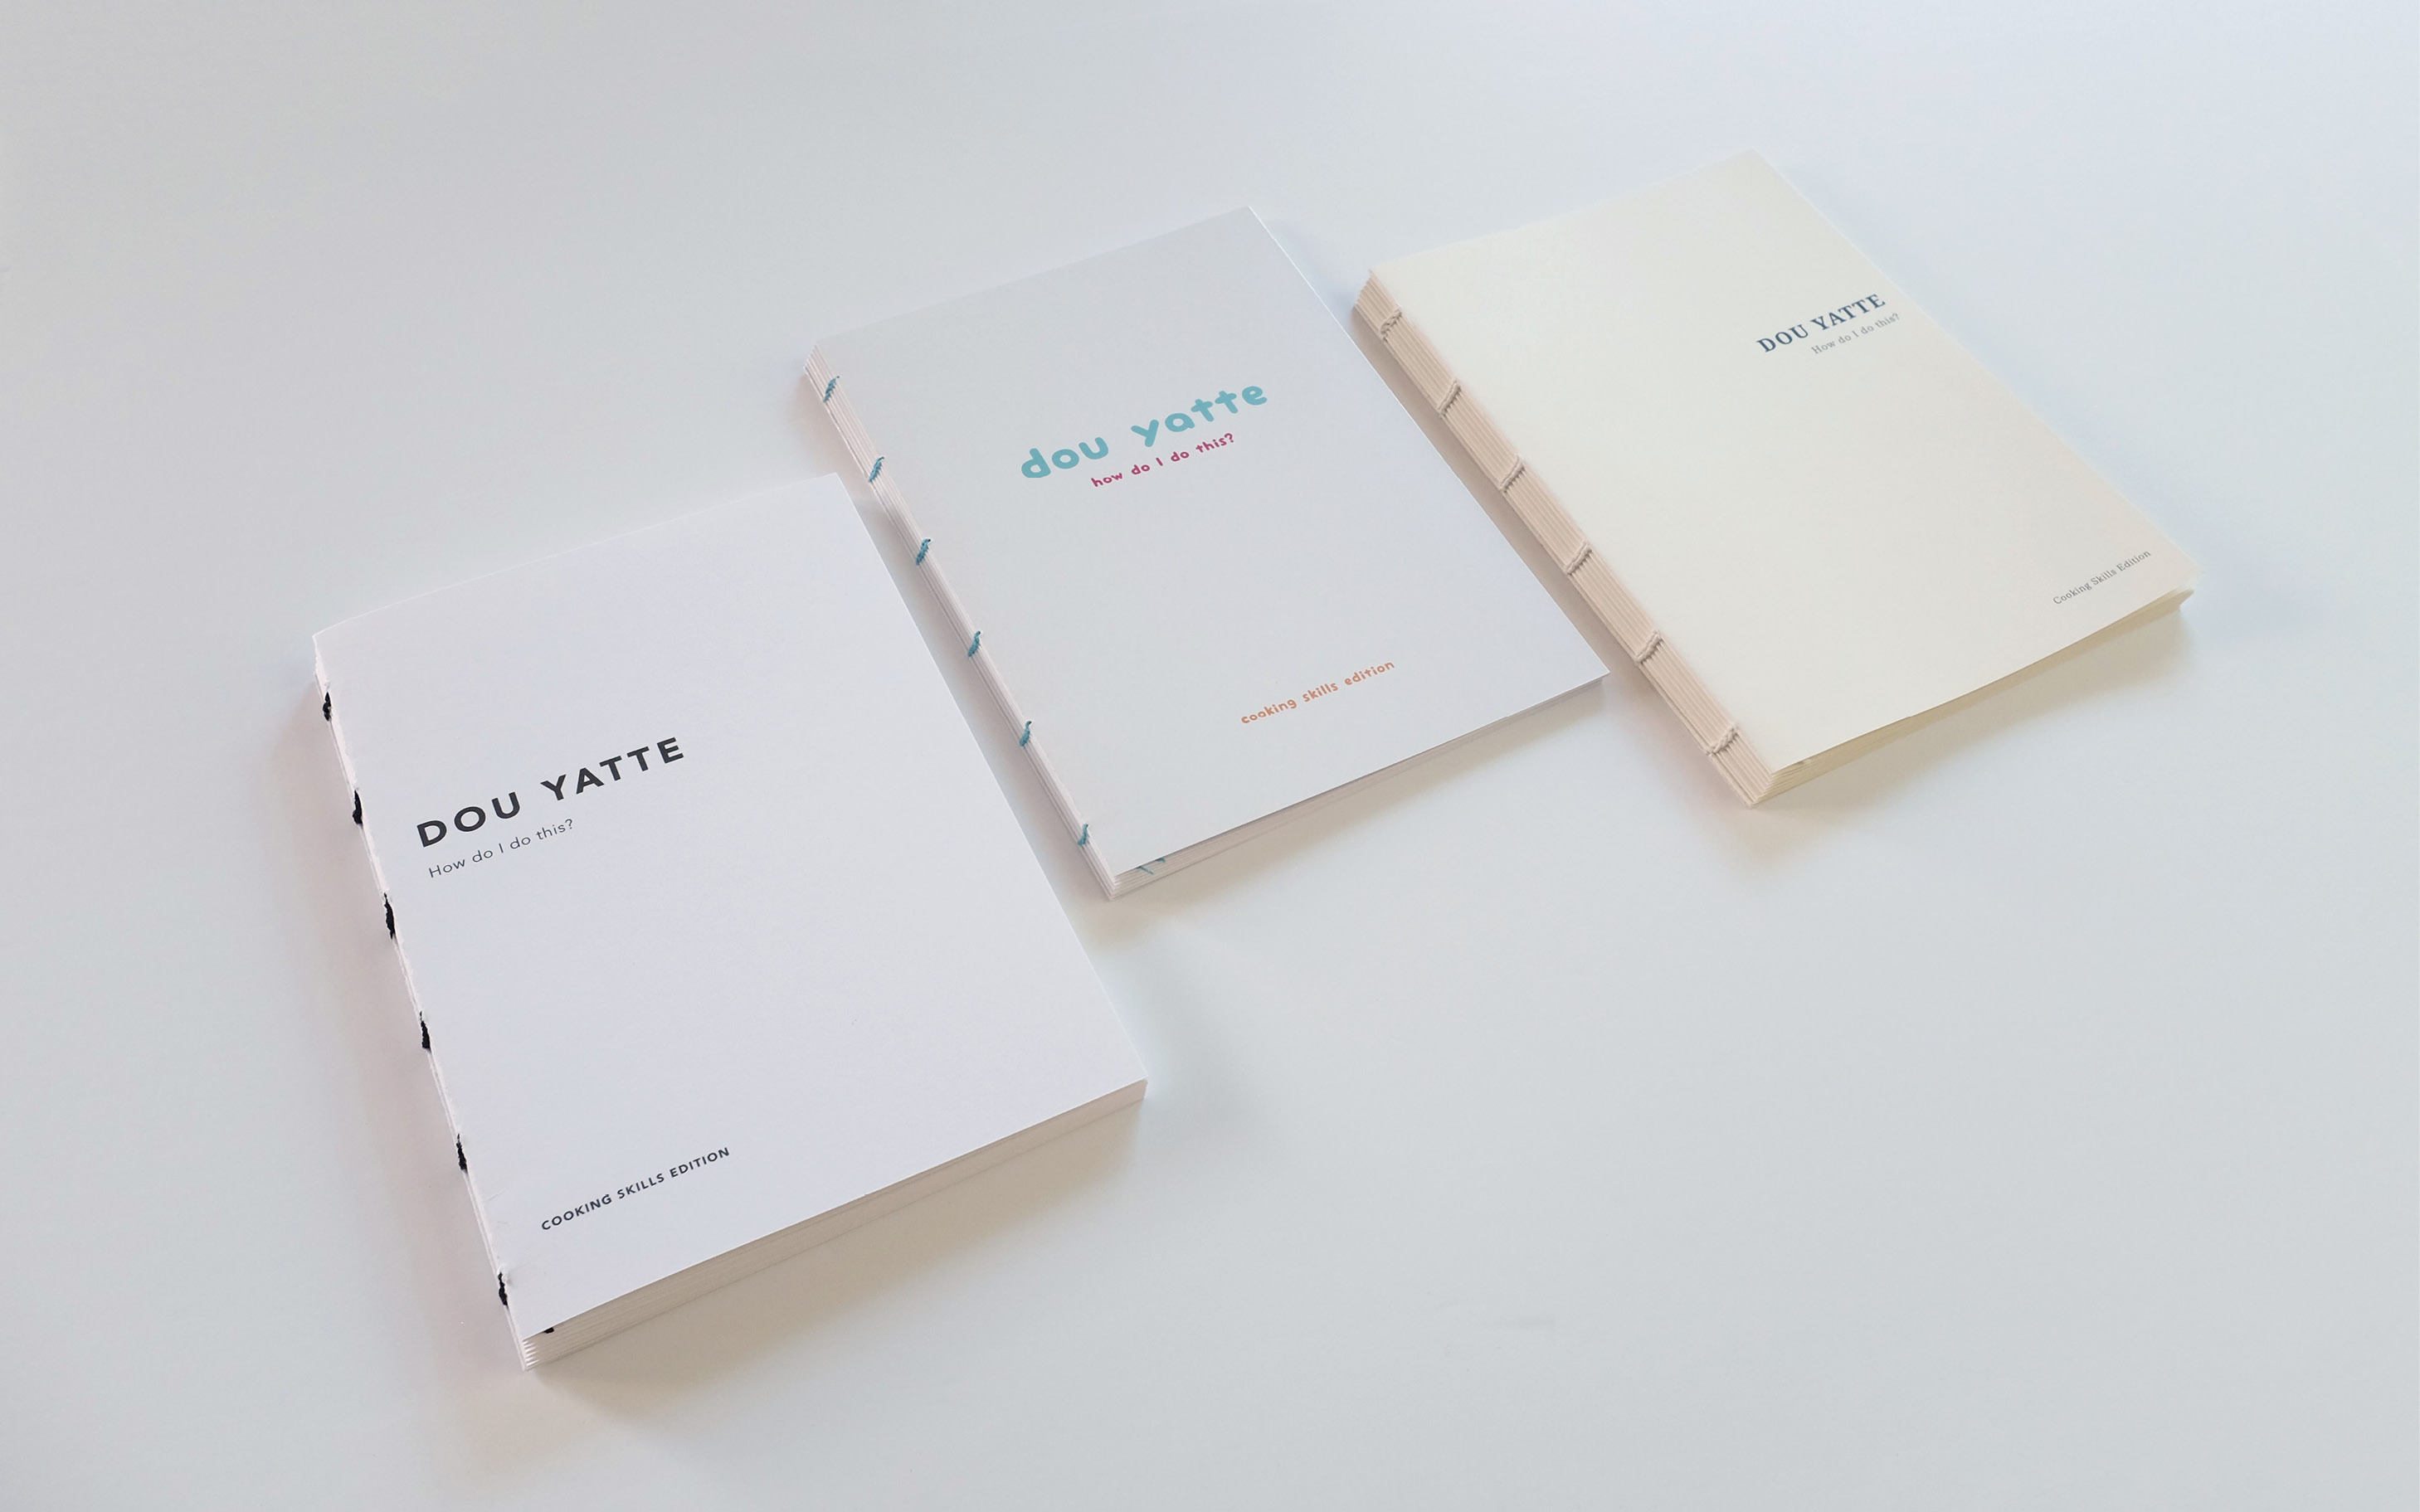 DOU YATTE
How do I do this?
COOKING SKILLS EDITION
dou yatte
how do I do this?
cooking skills edition
DOU YATTE
How do I do this?
Cooking Skills Edition